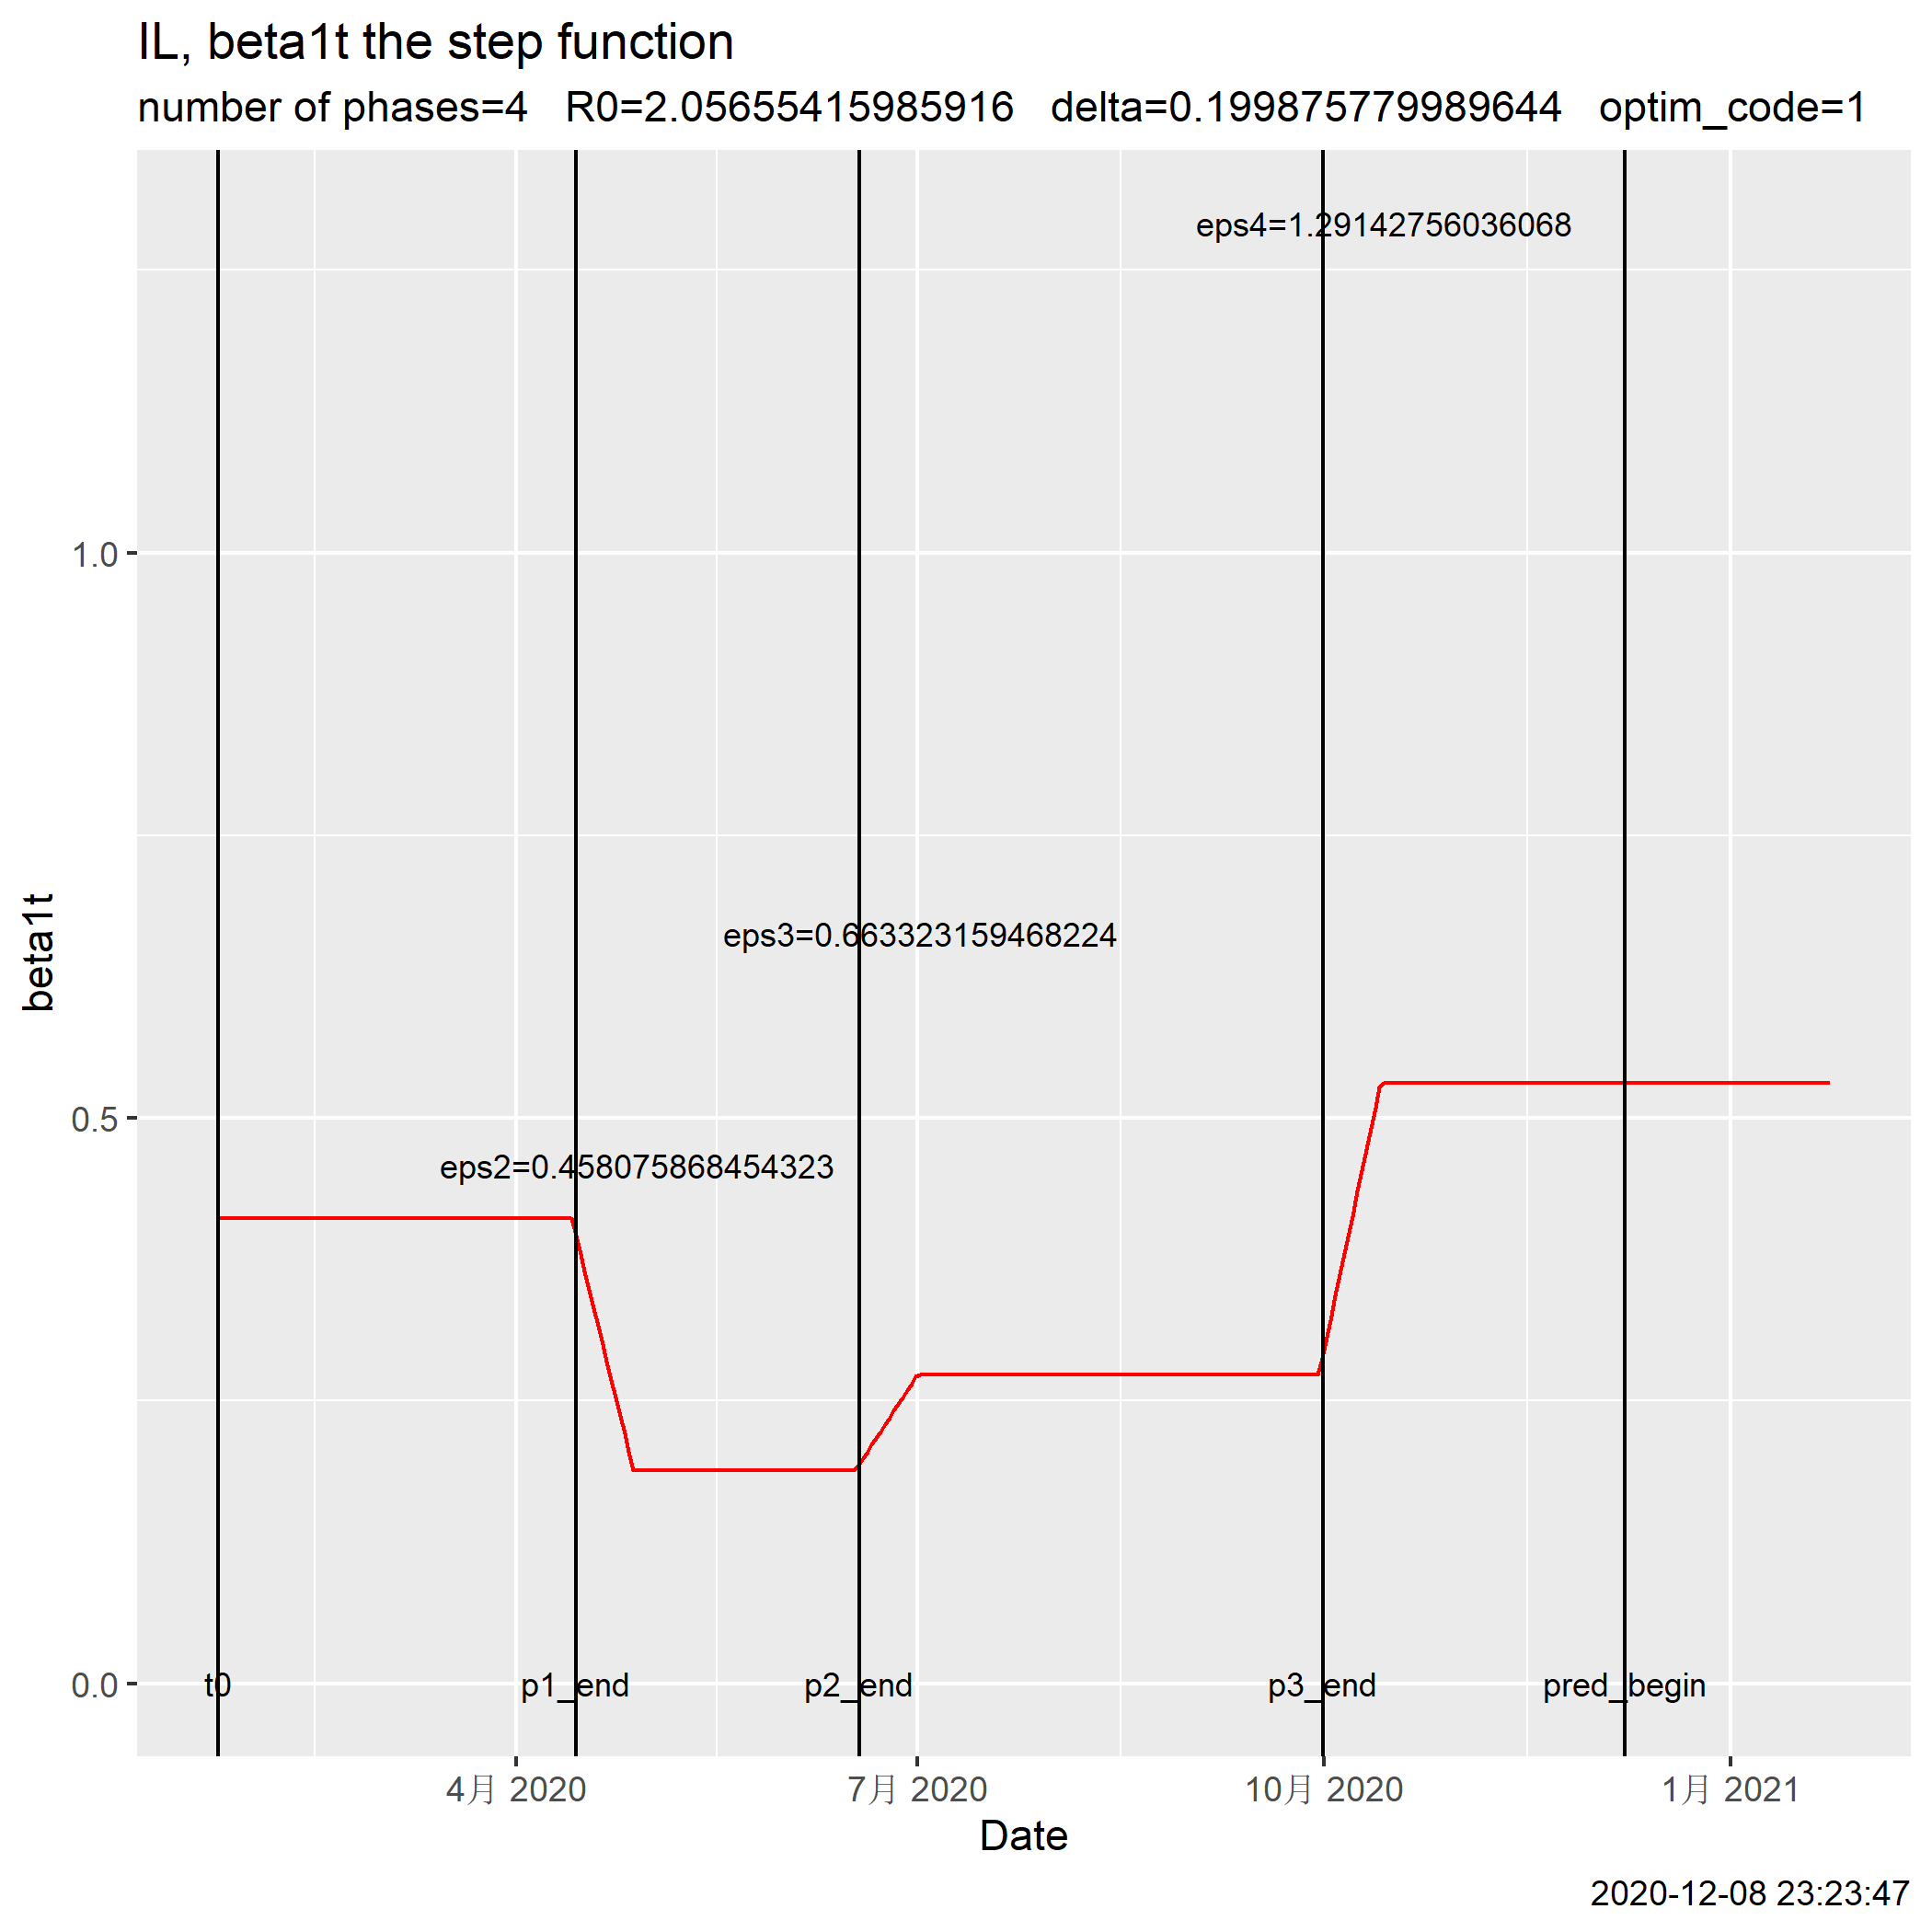 IL, beta1t the step function
number of phases=4   R0=2.05655415985916   delta=0.199875779989644   optim_code=1
eps4=1.29142756036068
1.0
eps3=0.663323159468224
beta1t
0.5
eps2=0.458075868454323
0.0
t0
p1_end
p2_end
p3_end
pred_begin
4月 2020
7月 2020
10月 2020
1月 2021
Date
2020-12-08 23:23:47